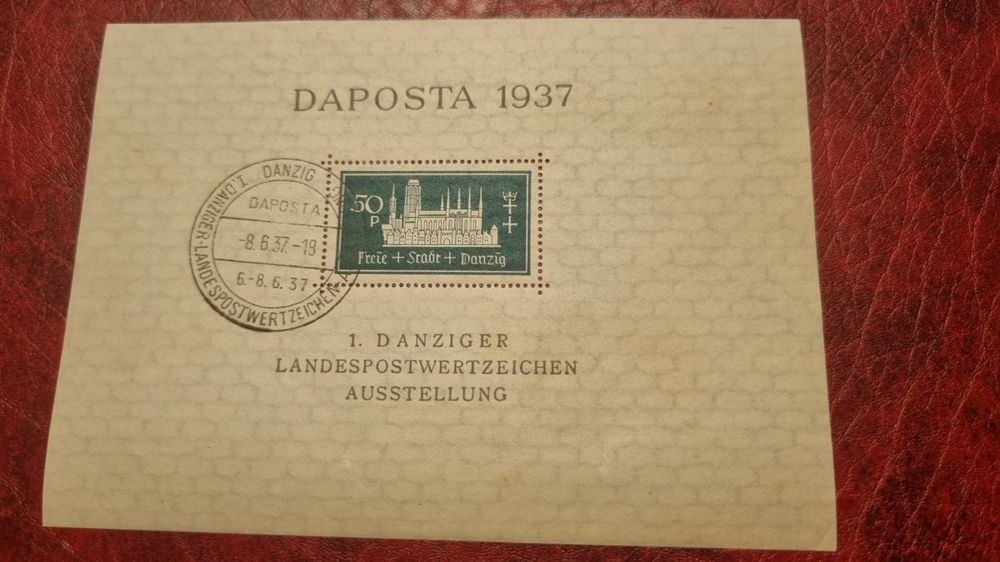 DAPOSTA 1937
50
P
Freie + Stadt + Danzig
DANZIG
I. DANZIGER-LANDESPOSTWERTZEICHEN-
DAPOSTA
-8.6.37.-18
6.-8.6.37
1. DANZIGER
LANDESPOSTWERTZEICHEN
AUSSTELLUNG